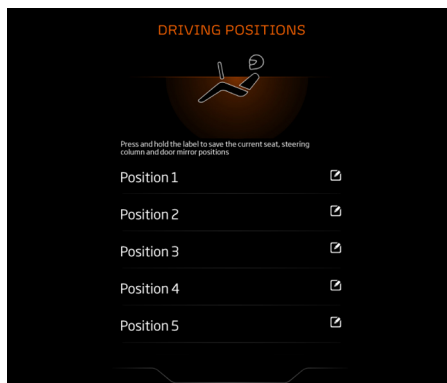 DRIVING POSITIONS
Press and hold the label to save the current seat, steering
column and door mirror positions
Position 1
Position 2
Position 3
Position 4
Position 5